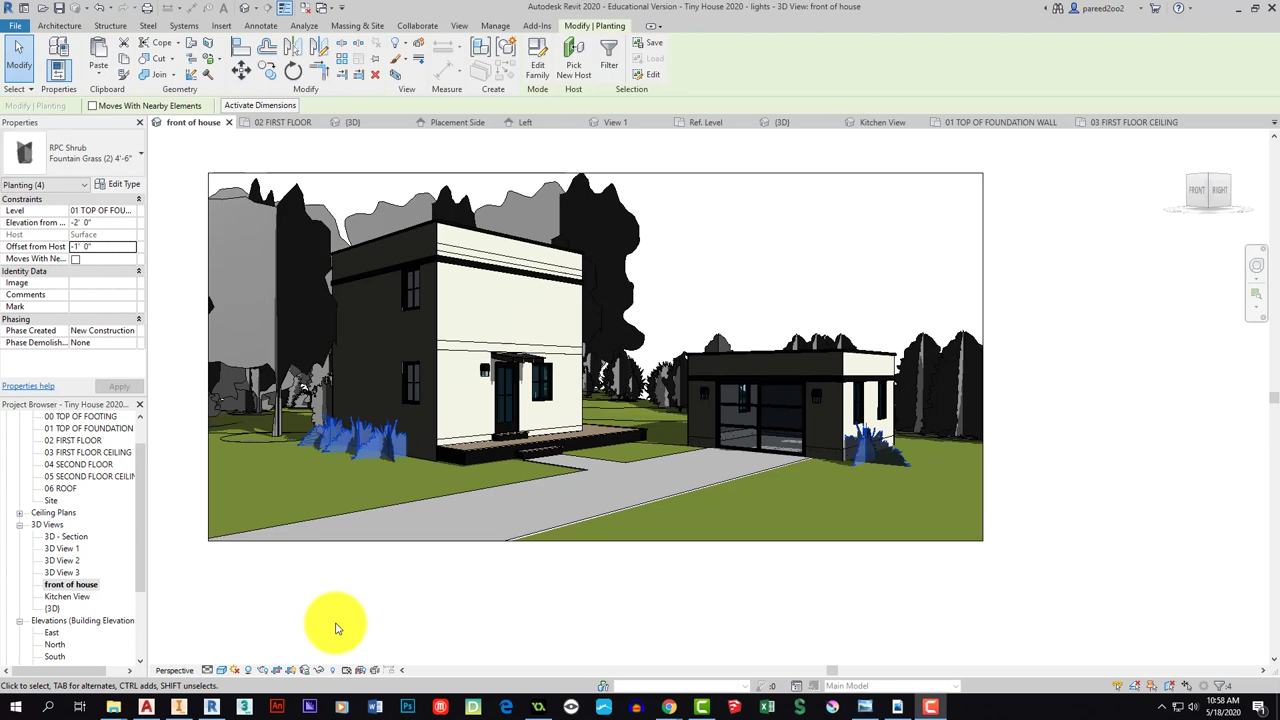 Autodesk Revit 2020 - Educational Version - Tiny House 2020 - lights - 3D View: front of house
pareed2oo2
File Architecture Structure Steel Systems Insert Annotate Analyze Massing & Site Collaborate View Manage Add-Ins Modify | Planting
Modify Paste Cope Cut Join Edit Family Pick New Host Filter Save Load Edit
Select Properties Clipboard Geometry Modify View Measure Create Mode Host Selection
Modify | Planting Moves With Nearby Elements Activate Dimensions
Properties
front of house 02 FIRST FLOOR {3D} Placement Side Left View 1 Ref. Level {3D} Kitchen View 01 TOP OF FOUNDATION WALL 03 FIRST FLOOR CEILING
RPC Shrub
Fountain Grass (2) 4'-6"
Planting (4) Edit Type
Constraints
Level 01 TOP OF FOU...
Elevation from ... -2' 0"
Host Surface
Offset from Host -1' 0"
Moves With Ne...
Identity Data
Image
Comments
Mark
Phasing
Phase Created New Construction
Phase Demolish... None
Properties help Apply
FRONT RIGHT
Project Browser - Tiny House 2020...
00 TOP OF FOOTING
01 TOP OF FOUNDATION
02 FIRST FLOOR
03 FIRST FLOOR CEILING
04 SECOND FLOOR
05 SECOND FLOOR CEILIN
06 ROOF
Site
Ceiling Plans
3D Views
3D - Section
3D View 1
3D View 2
3D View 3
front of house
Kitchen View
{3D}
Elevations (Building Elevation
East
North
South
Perspective
Click to select, TAB for alternates, CTRL adds, SHIFT unselects.
:0 Main Model :4
10:58 AM
5/18/2020